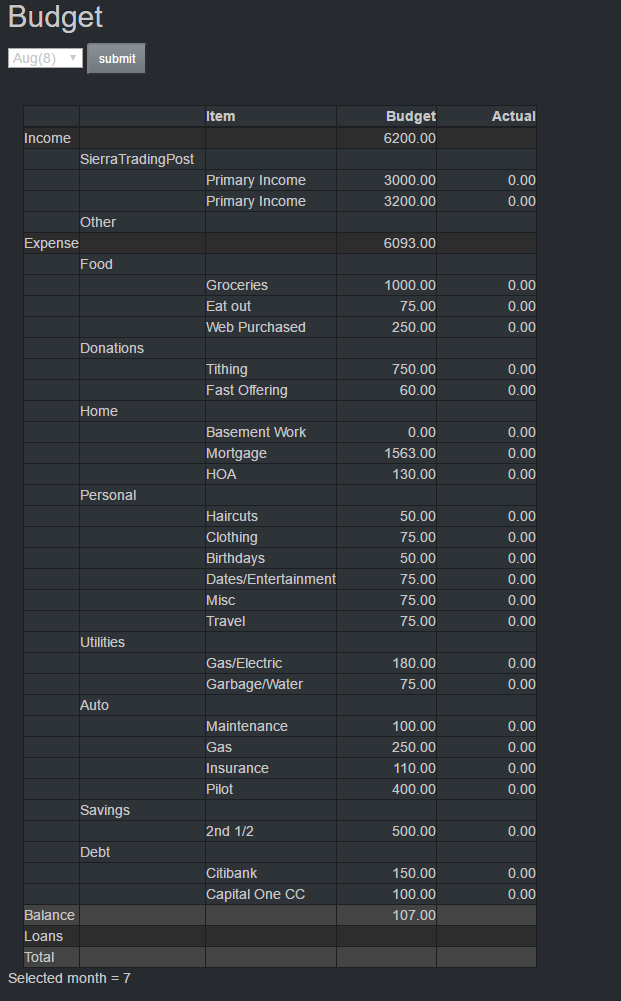 Budget
Aug(8) submit
Item Budget Actual
Income 6200.00
SierraTradingPost
Primary Income 3000.00 0.00
Primary Income 3200.00 0.00
Other
Expense 6093.00
Food
Groceries 1000.00 0.00
Eat out 75.00 0.00
Web Purchased 250.00 0.00
Donations
Tithing 750.00 0.00
Fast Offering 60.00 0.00
Home
Basement Work 0.00 0.00
Mortgage 1563.00 0.00
HOA 130.00 0.00
Personal
Haircuts 50.00 0.00
Clothing 75.00 0.00
Birthdays 50.00 0.00
Dates/Entertainment 75.00 0.00
Misc 75.00 0.00
Travel 75.00 0.00
Utilities
Gas/Electric 180.00 0.00
Garbage/Water 75.00 0.00
Auto
Maintenance 100.00 0.00
Gas 250.00 0.00
Insurance 110.00 0.00
Pilot 400.00 0.00
Savings
2nd 1/2 500.00 0.00
Debt
Citibank 150.00 0.00
Capital One CC 100.00 0.00
Balance 107.00
Loans
Total
Selected month = 7